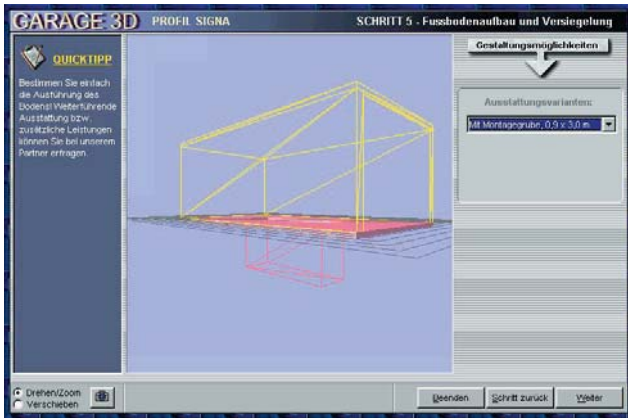 GARAGE 3D PROFIL SIGNA SCHRITT 5 - Fussbodenaufbau und Versiegelung
QUICKTIPP
Bestimmen Sie einfach
die Ausführung des
Bodens! Weiterführende
Ausstattung bzw.
zusätzliche Leistungen
können Sie bei unserem
Partner erfragen.
Gestaltungsmöglichkeiten
Ausstattungsvarianten:
Mit Montagegrube, 0,9 x 3,0 m
Drehen/Zoom
Verschieben
Beenden
Schritt zurück
Weiter